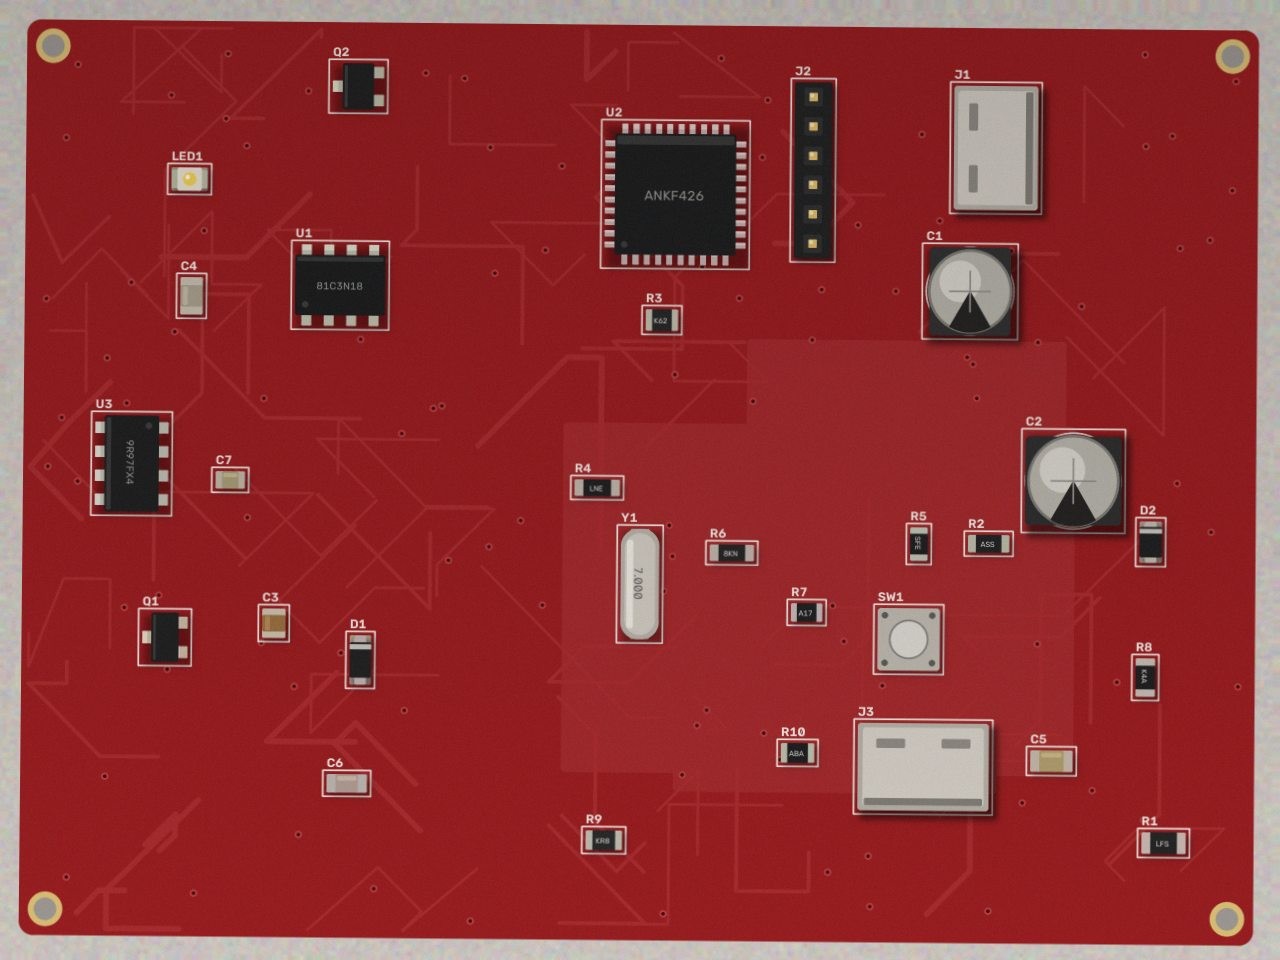 Q2
J2
J1
U2
LED1
ANKF426
U1
C1
C4
81C3N18
R3
K62
U3
C2
9R97FX4
C7
R4
LNE
D2
Y1
R5
R2
R6
SFE
ASS
8KN
7.000
R7
Q1
C3
SW1
A17
D1
R8
K4A
J3
R10
C5
ABA
C6
R9
R1
KR8
LFS